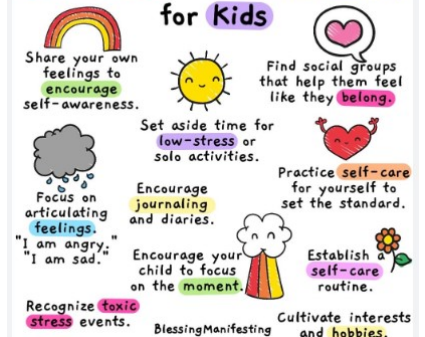 for Kids
Share your own
feelings to
encourage
self-awareness.
Find social groups
that help them feel
like they belong.
Set aside time for
low-stress or
solo activities.
Practice self-care
for yourself to
set the standard.
Focus on
articulating
feelings.
"I am angry."
"I am sad."
Encourage
journaling
and diaries.
Encourage your
child to focus
on the moment.
Establish a
self-care
routine.
Recognize toxic
stress events.
BlessingManifesting
Cultivate interests
and hobbies.